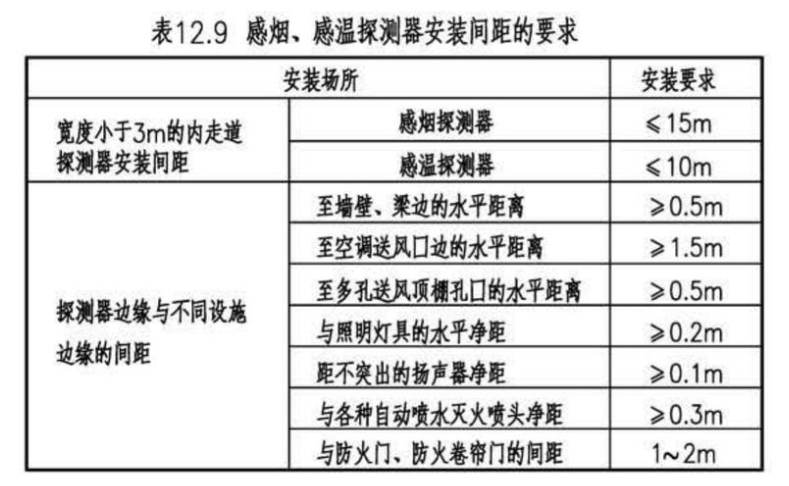 表12.9 感烟、感温探测器安装间距的要求
安装场所 安装要求
宽度小于3m的内走道
探测器安装间距
感烟探测器 ≤15m
感温探测器 ≤10m
探测器边缘与不同设施
边缘的间距
至墙壁、梁边的水平距离 ≥0.5m
至空调送风口边的水平距离 ≥1.5m
至多孔送风顶棚孔口的水平距离 ≥0.5m
与照明灯具的水平净距 ≥0.2m
距不突出的扬声器净距 ≥0.1m
与各种自动喷水灭火喷头净距 ≥0.3m
与防火门、防火卷帘门的间距 1~2m